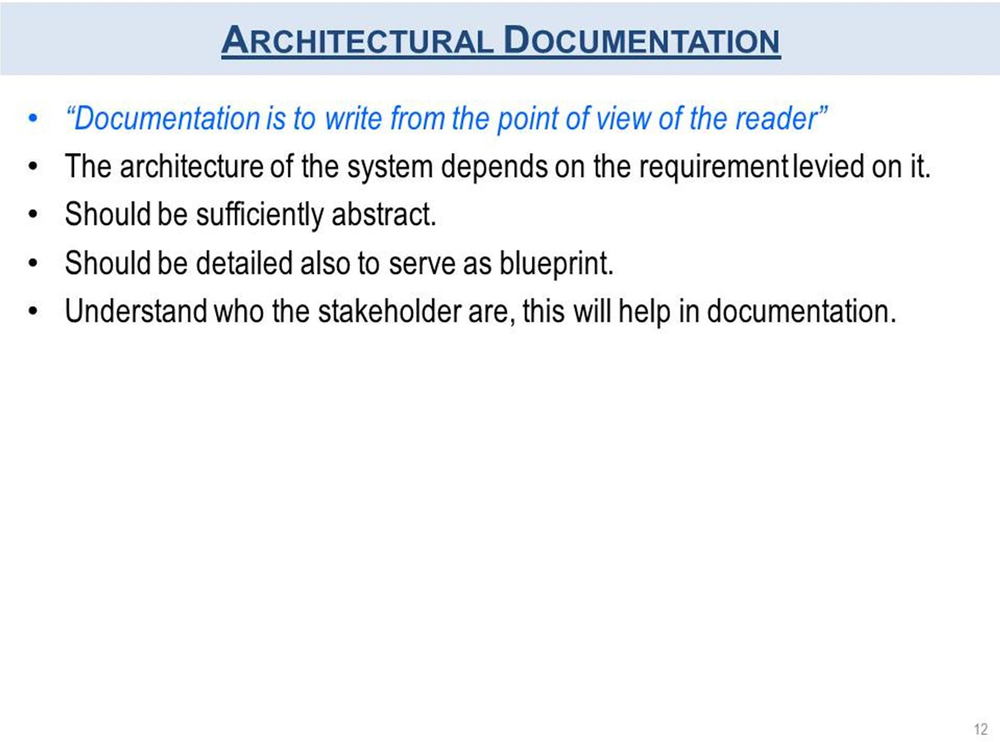 ARCHITECTURAL DOCUMENTATION
• “Documentation is to write from the point of view of the reader”
• The architecture of the system depends on the requirement levied on it.
• Should be sufficiently abstract.
• Should be detailed also to serve as blueprint.
• Understand who the stakeholder are, this will help in documentation.
12